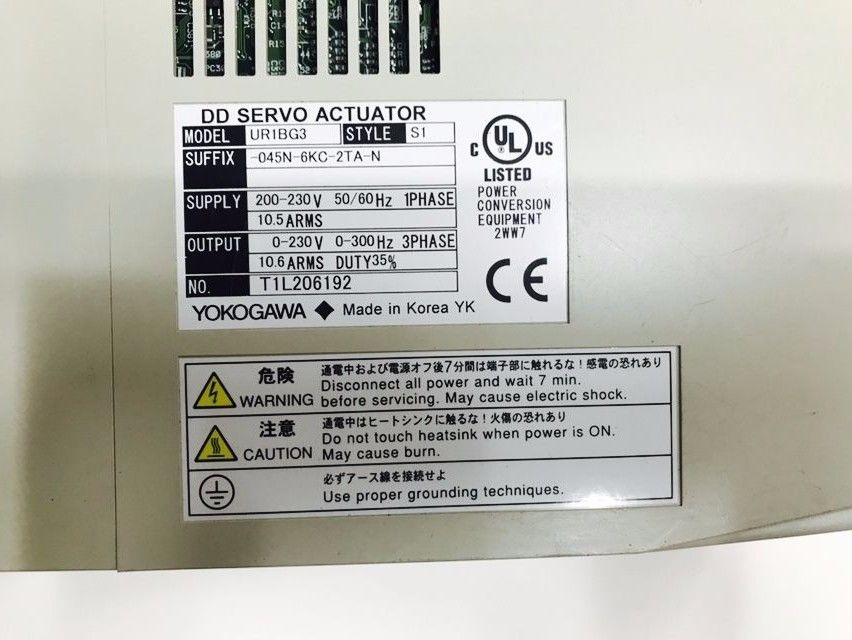 DD SERVO ACTUATOR
MODEL UR1BG3 STYLE S1
SUFFIX -045N-6KC-2TA-N
SUPPLY 200-230V 50/60Hz 1PHASE
10.5ARMS
OUTPUT 0-230V 0-300Hz 3PHASE
10.6ARMS DUTY35%
NO. T1L206192
YOKOGAWA ◆ Made in Korea YK
C UL US
LISTED
POWER
CONVERSION
EQUIPMENT
2WW7
CE
危険 WARNING
通電中および電源オフ後7分間は端子部に触れるな!感電の恐れあり
Disconnect all power and wait 7 min.
before servicing. May cause electric shock.
注意 CAUTION
通電中はヒートシンクに触るな!火傷の恐れあり
Do not touch heatsink when power is ON.
May cause burn.
必ずアース線を接続せよ
Use proper grounding techniques.